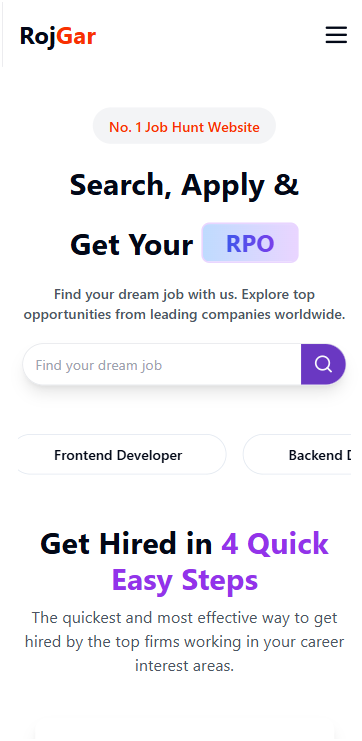 RojGar
No. 1 Job Hunt Website
Search, Apply &
Get Your RPO
Find your dream job with us. Explore top
opportunities from leading companies worldwide.
Find your dream job
Frontend Developer
Backend D
Get Hired in 4 Quick
Easy Steps
The quickest and most effective way to get
hired by the top firms working in your career
interest areas.